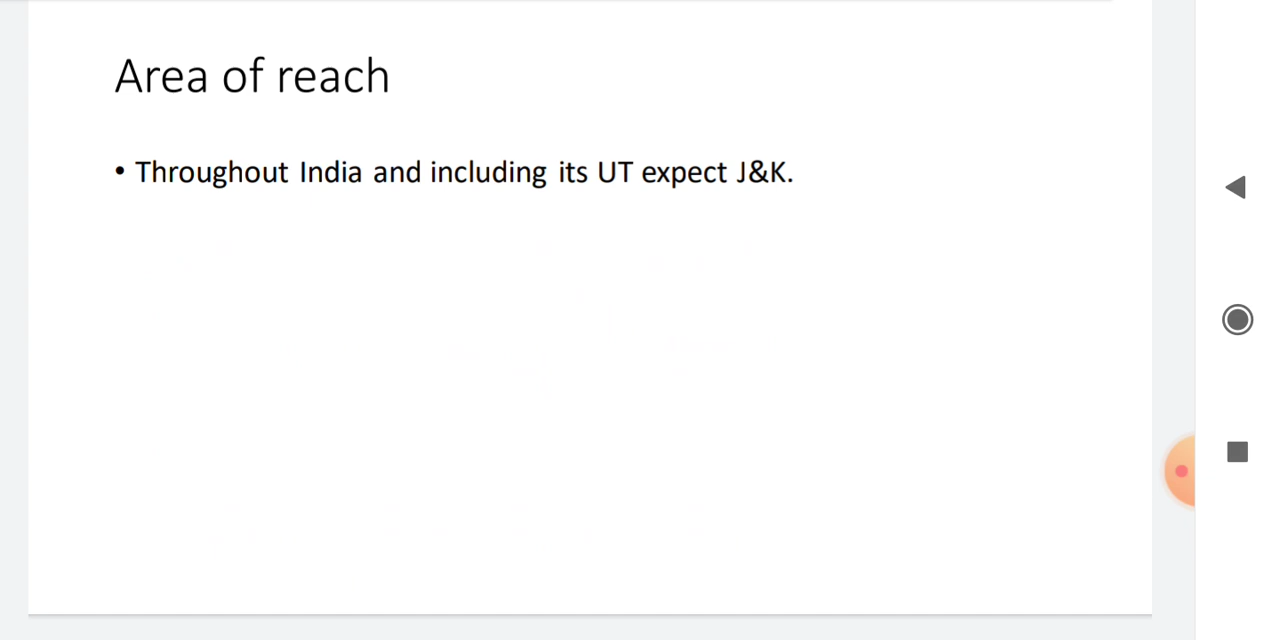 Area of reach
• Throughout India and including its UT expect J&K.